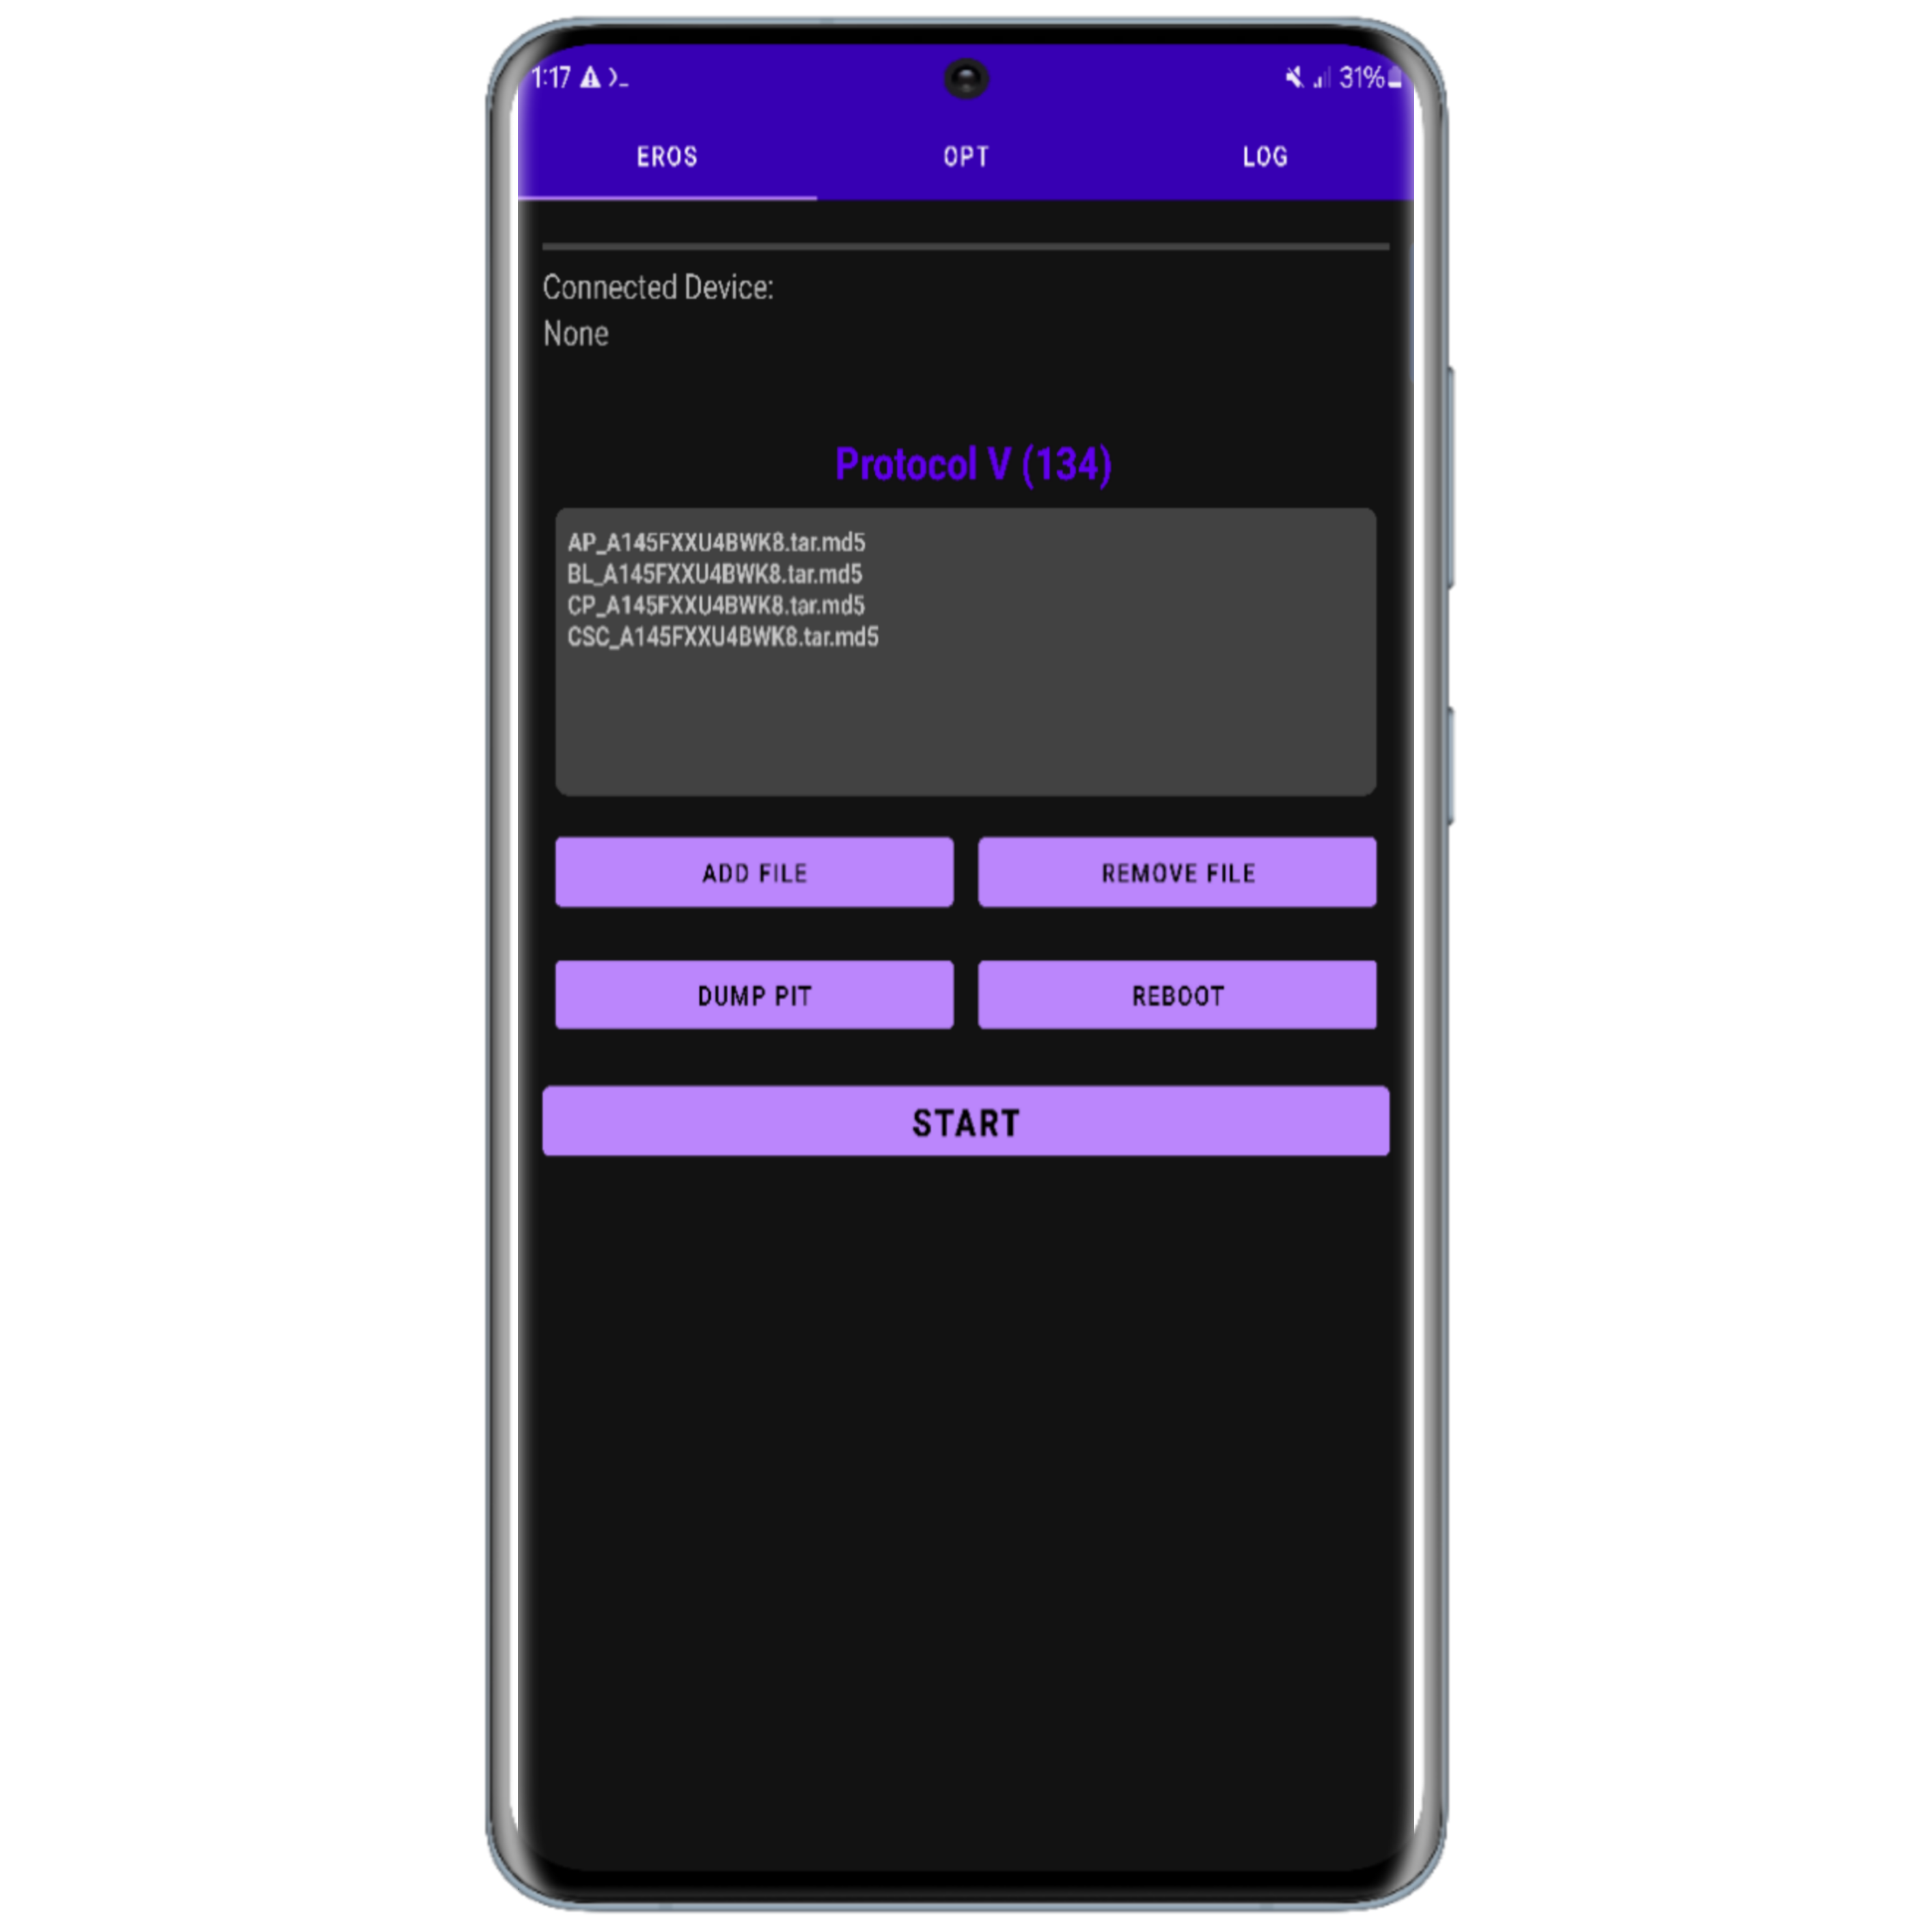 1:17 31%
EROS OPT LOG
Connected Device:
None
Protocol V (134)
AP_A145FXXU4BWK8.tar.md5
BL_A145FXXU4BWK8.tar.md5
CP_A145FXXU4BWK8.tar.md5
CSC_A145FXXU4BWK8.tar.md5
ADD FILE REMOVE FILE
DUMP PIT REBOOT
START